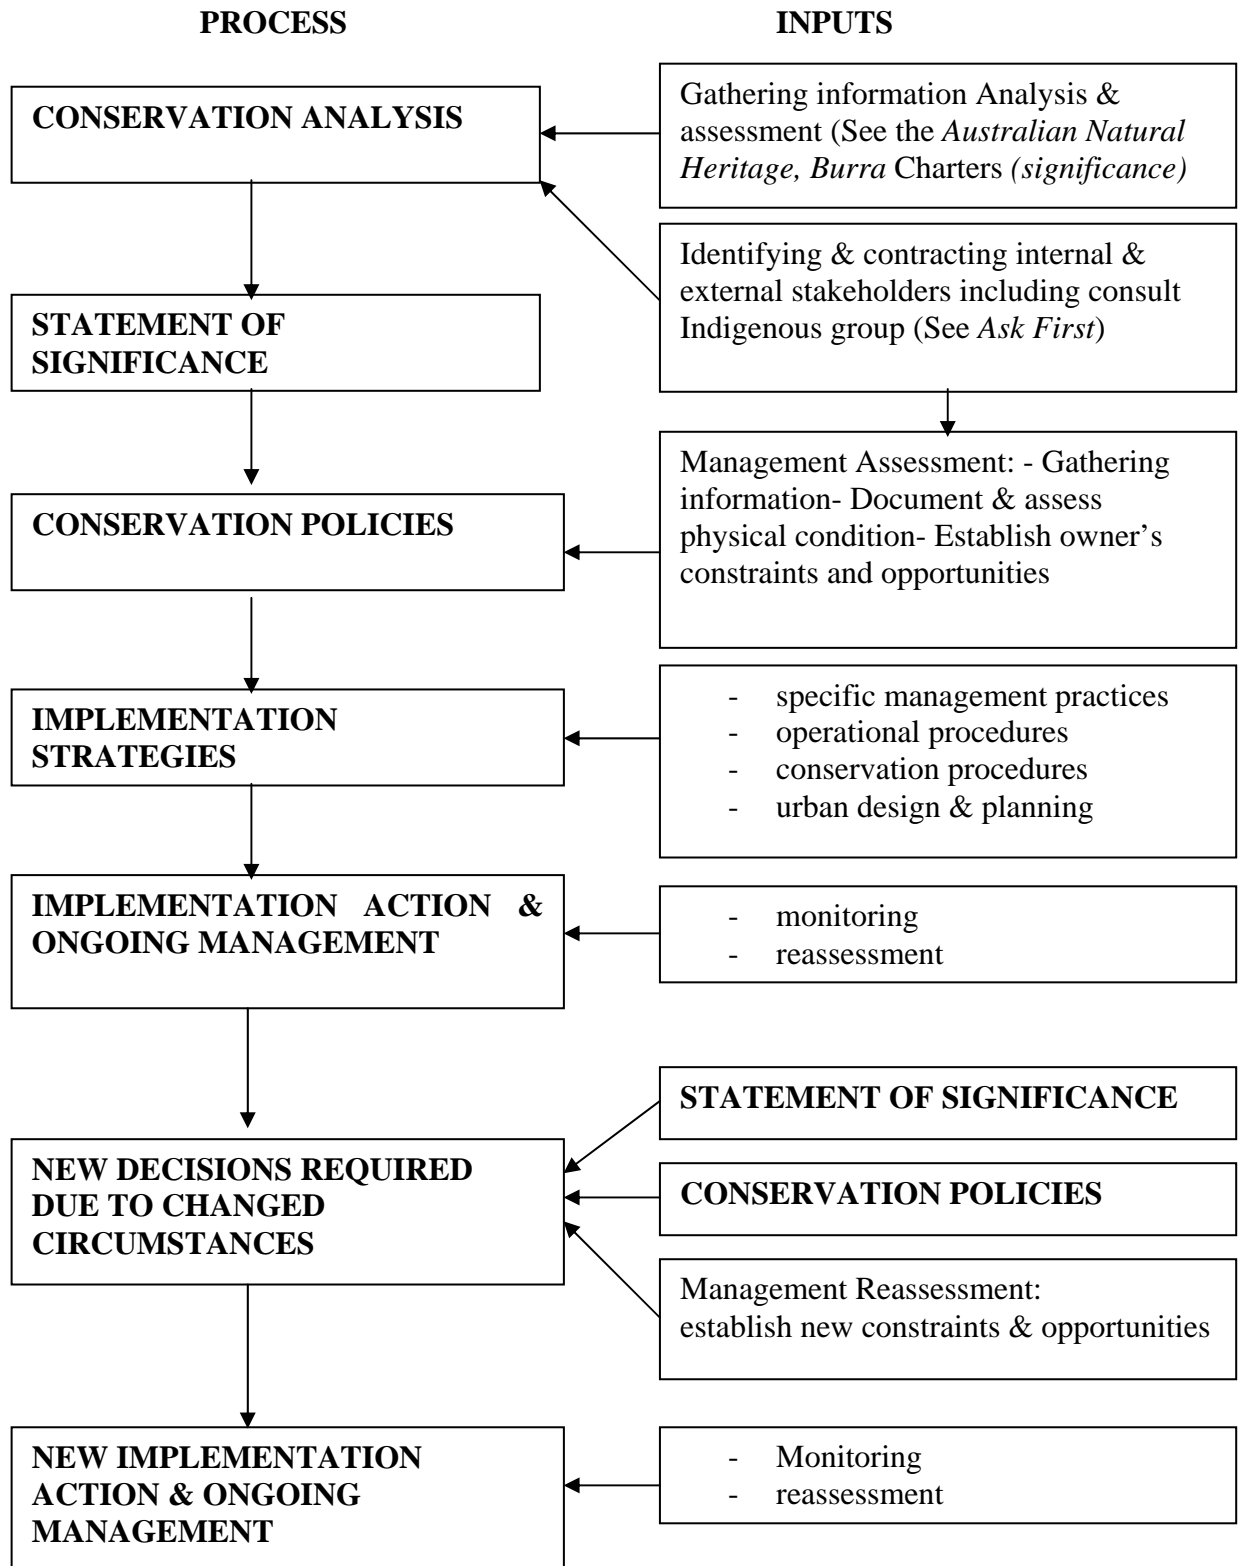 PROCESS
INPUTS
CONSERVATION ANALYSIS
Gathering information Analysis &
assessment (See the Australian Natural
Heritage, Burra Charters (significance)
Identifying & contracting internal &
external stakeholders including consult
Indigenous group (See Ask First)
STATEMENT OF
SIGNIFICANCE
CONSERVATION POLICIES
Management Assessment: - Gathering
information- Document & assess
physical condition- Establish owner’s
constraints and opportunities
IMPLEMENTATION
STRATEGIES
- specific management practices
- operational procedures
- conservation procedures
- urban design & planning
IMPLEMENTATION ACTION &
ONGOING MANAGEMENT
- monitoring
- reassessment
NEW DECISIONS REQUIRED
DUE TO CHANGED
CIRCUMSTANCES
STATEMENT OF SIGNIFICANCE
CONSERVATION POLICIES
Management Reassessment:
establish new constraints & opportunities
NEW IMPLEMENTATION
ACTION & ONGOING
MANAGEMENT
- Monitoring
- reassessment